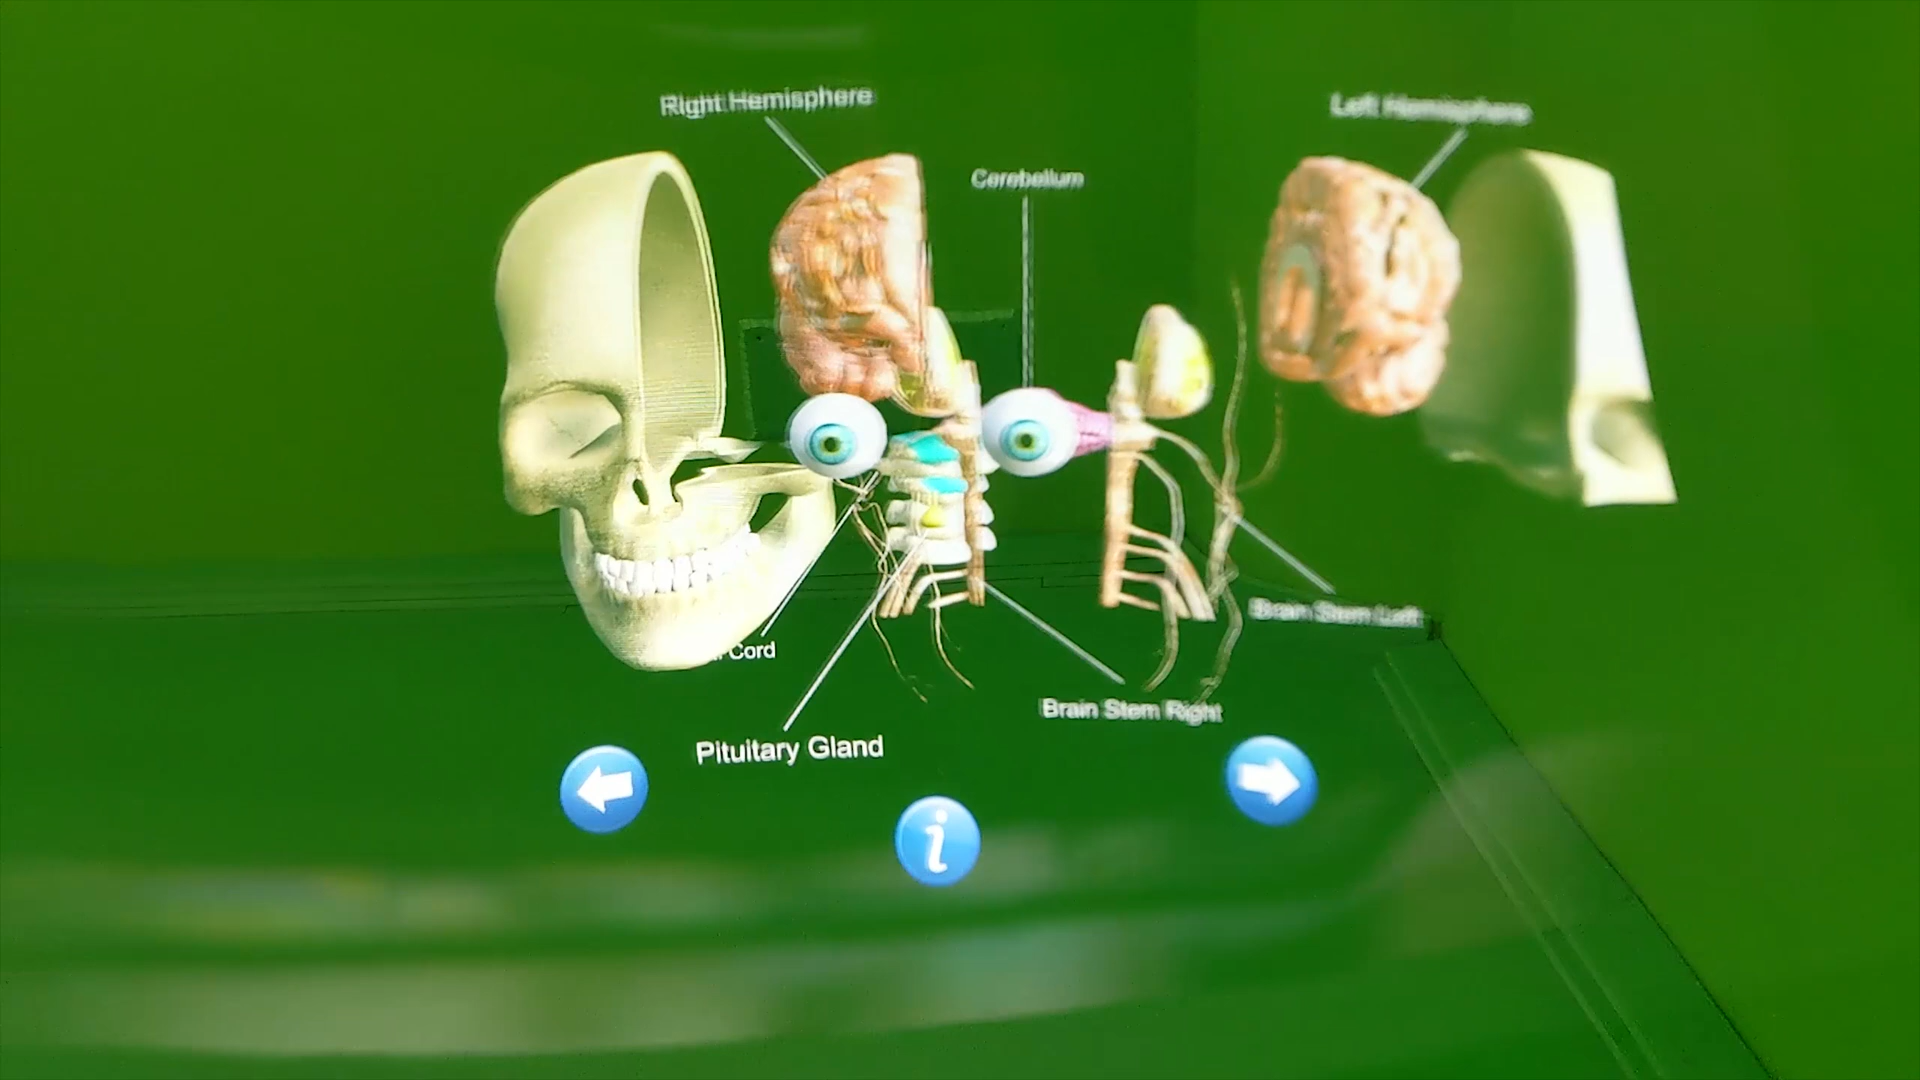 Right Hemisphere
Left Hemisphere
Cerebellum
Brain Stem Left
Cord
Brain Stem Right
Pituitary Gland
i